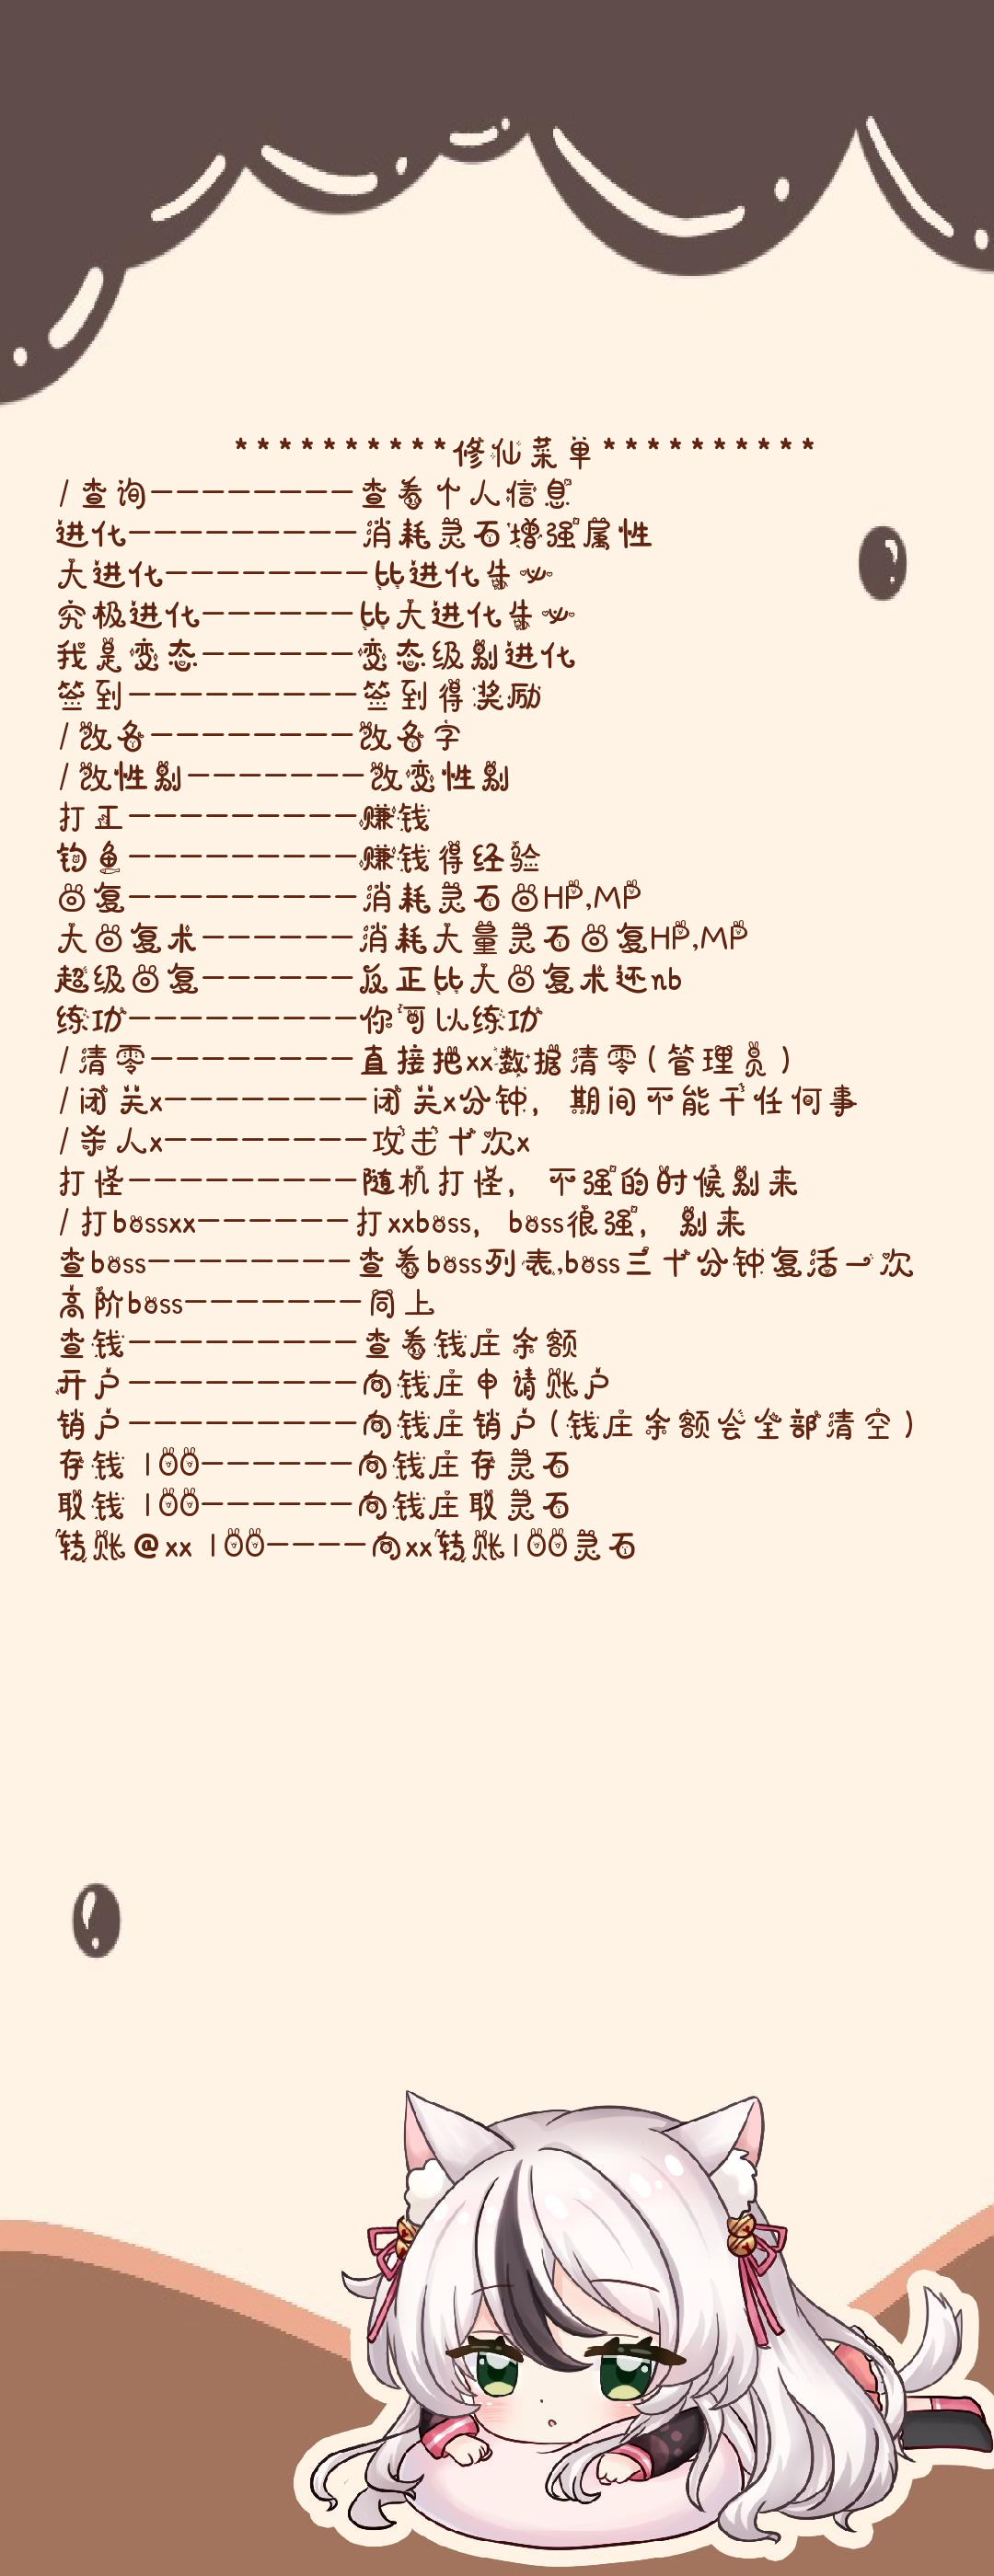 **********修仙菜单**********
/查询--------查看个人信息
进化---------消耗灵石增强属性
大进化--------比进化牛逼
究极进化------比大进化牛逼
我是变态------变态级别进化
签到---------签到得奖励
/改名--------改名字
/改性别-------改变性别
打工---------赚钱
钓鱼---------赚钱得经验
回复---------消耗灵石回HP,MP
大回复术------消耗大量灵石回复HP,MP
超级回复------反正比大回复术还nb
练功---------你可以练功
/清零--------直接把xx数据清零(管理员)
/闭关x--------闭关x分钟，期间不能干任何事
/杀人x--------攻击十次x
打怪---------随机打怪，不强的时候别来
/打bossxx------打xxboss，boss很强，别来
查boss--------查看boss列表,boss三十分钟复活一次
高阶boss-------同上
查钱---------查看钱庄余额
开户---------向钱庄申请账户
销户---------向钱庄销户(钱庄余额会全部清空)
存钱 100------向钱庄存灵石
取钱 100------向钱庄取灵石
转账@xx 100----向xx转账100灵石